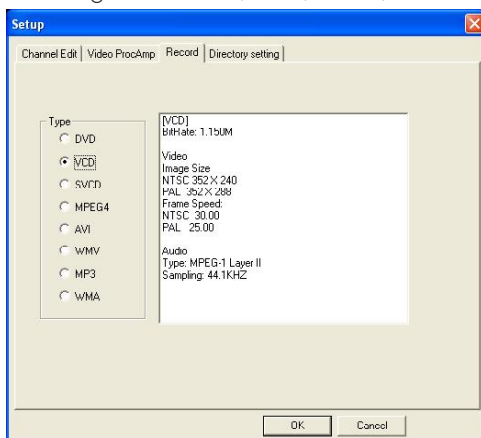 Setup
Channel Edit Video ProcAmp Record Directory setting
Type
DVD
VCD
SVCD
MPEG4
AVI
WMV
MP3
WMA
[VCD]
BitRate: 1.150M
Video
Image Size
NTSC 352 X 240
PAL 352 X 288
Frame Speed:
NTSC 30.00
PAL 25.00
Audio
Type: MPEG-1 Layer II
Sampling: 44.1KHZ
OK Cancel